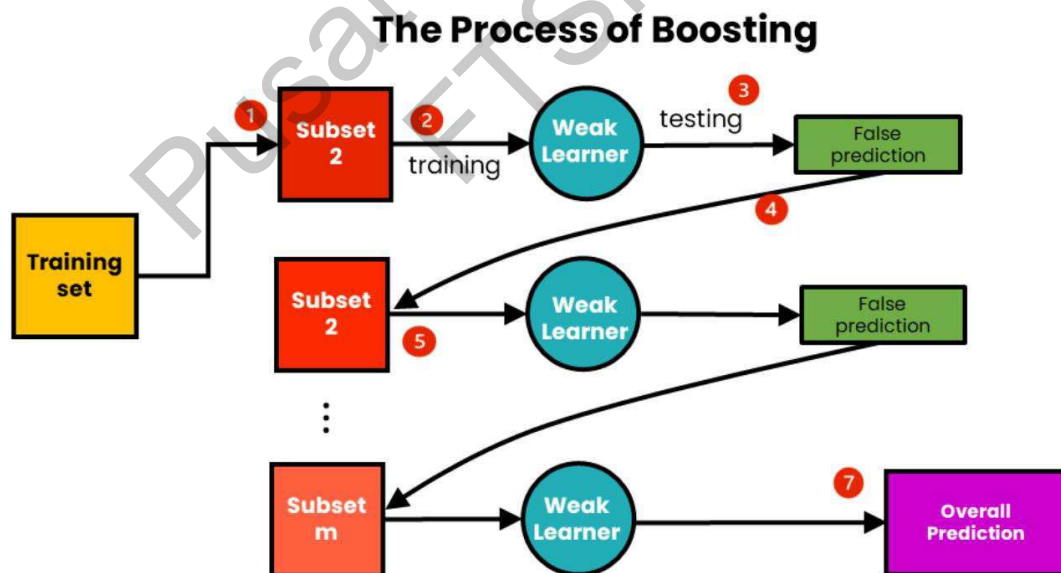 The Process of Boosting
1
Subset
2
2
training
Weak
Learner
testing
3
False
prediction
4
Training
set
Subset
2
5
Weak
Learner
False
prediction
Subset
m
Weak
Learner
7
Overall
Prediction